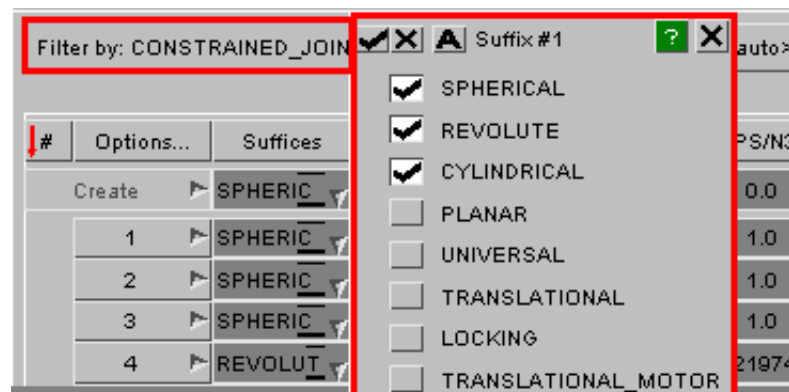 Filter by: CONSTRAINED_JOIN
A Suffix #1 ? X auto>
# Options... Suffices PS/N3
Create SPHERIC 0.0
1 SPHERIC 1.0
2 SPHERIC 1.0
3 SPHERIC 1.0
4 REVOLUT 21974
SPHERICAL
REVOLUTE
CYLINDRICAL
PLANAR
UNIVERSAL
TRANSLATIONAL
LOCKING
TRANSLATIONAL_MOTOR